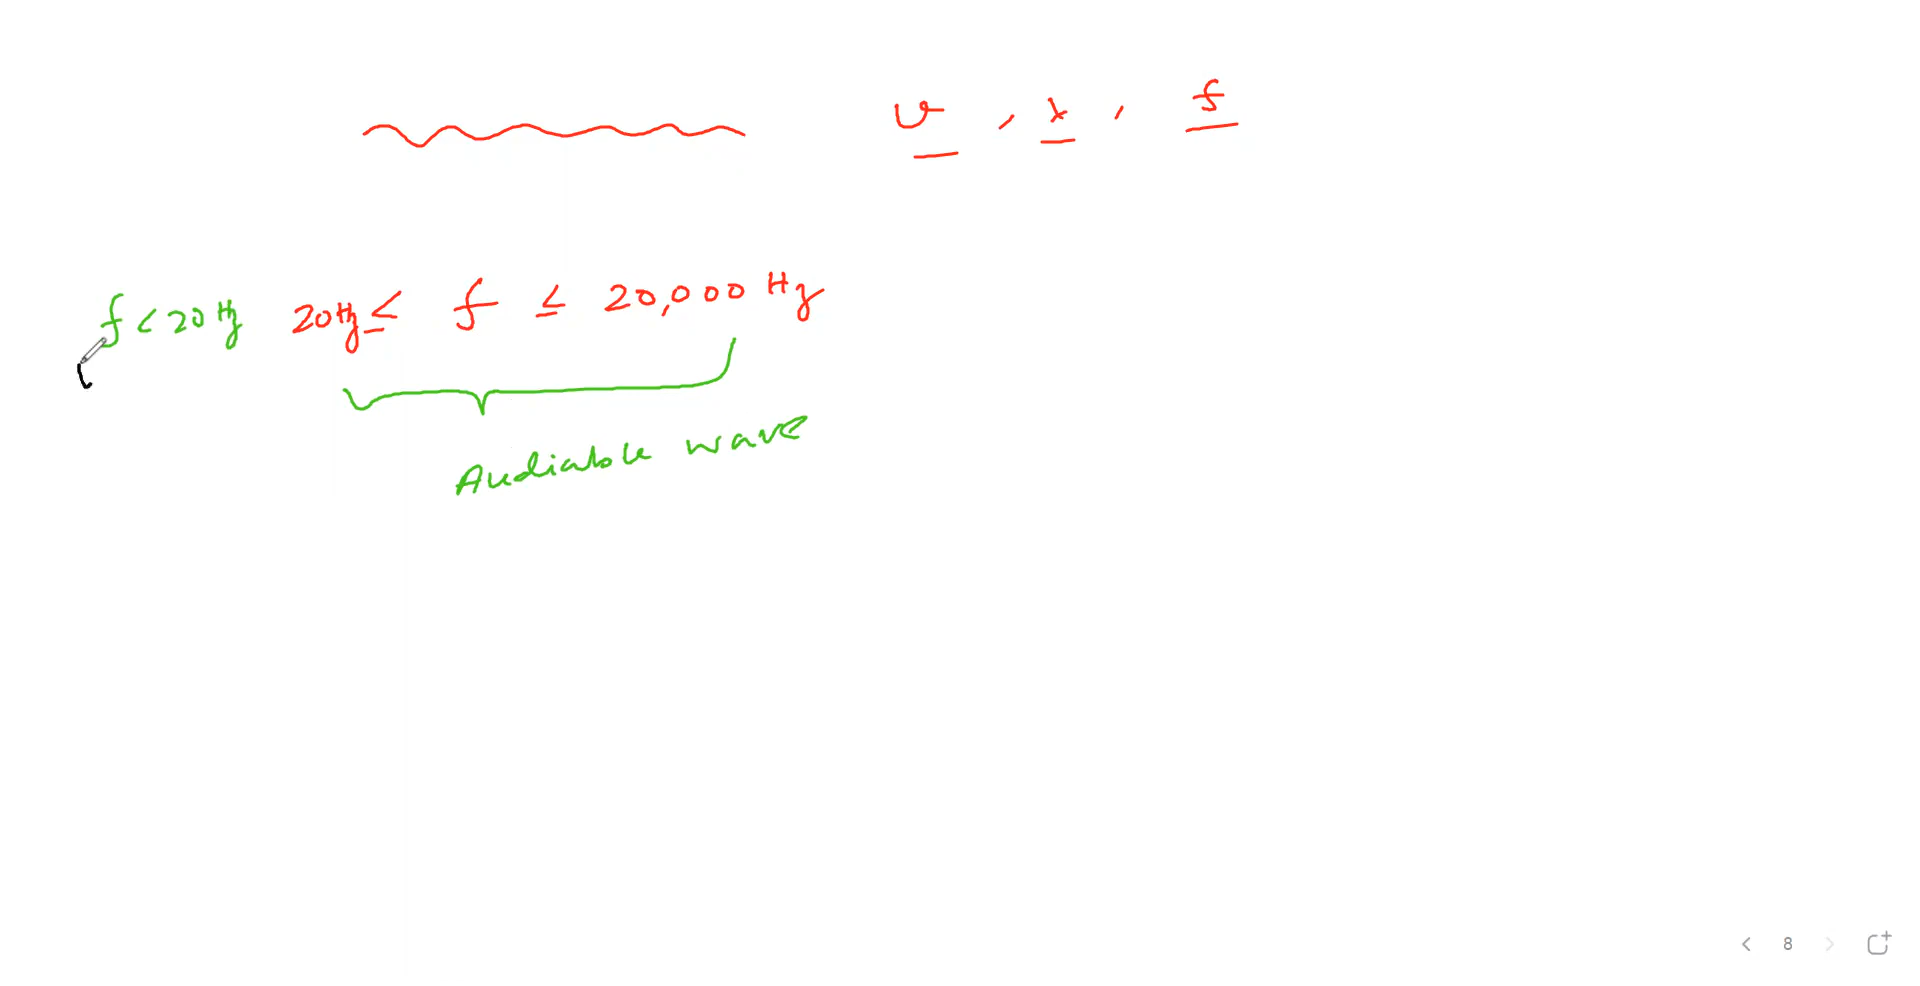 v , λ , f
f < 20 Hz 20 Hz ≤ f ≤ 20,000 Hz
Audiable wave
8